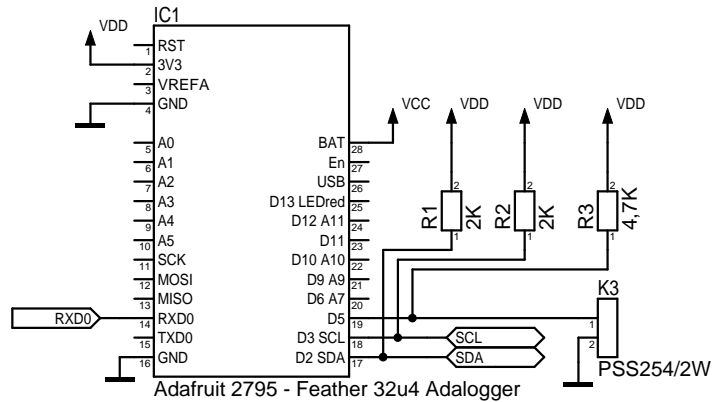 IC1
VDD
RST
1
3V3
2
VREFA
3
GND
4
A0
5
A1
6
A2
7
A3
8
A4
9
A5
10
SCK
11
MOSI
12
MISO
13
RXD0
RXD0
14
TXD0
15
GND
16
VCC
BAT
28
En
27
USB
26
D13 LEDred
25
D12 A11
24
D11
23
D10 A10
22
D9 A9
21
D6 A7
20
D5
19
D3 SCL
18
D2 SDA
17
VDD
2
R1
2K
1
VDD
2
R2
2K
1
VDD
2
R3
4,7K
1
SCL
SDA
K3
1
2
PSS254/2W
Adafruit 2795 - Feather 32u4 Adalogger